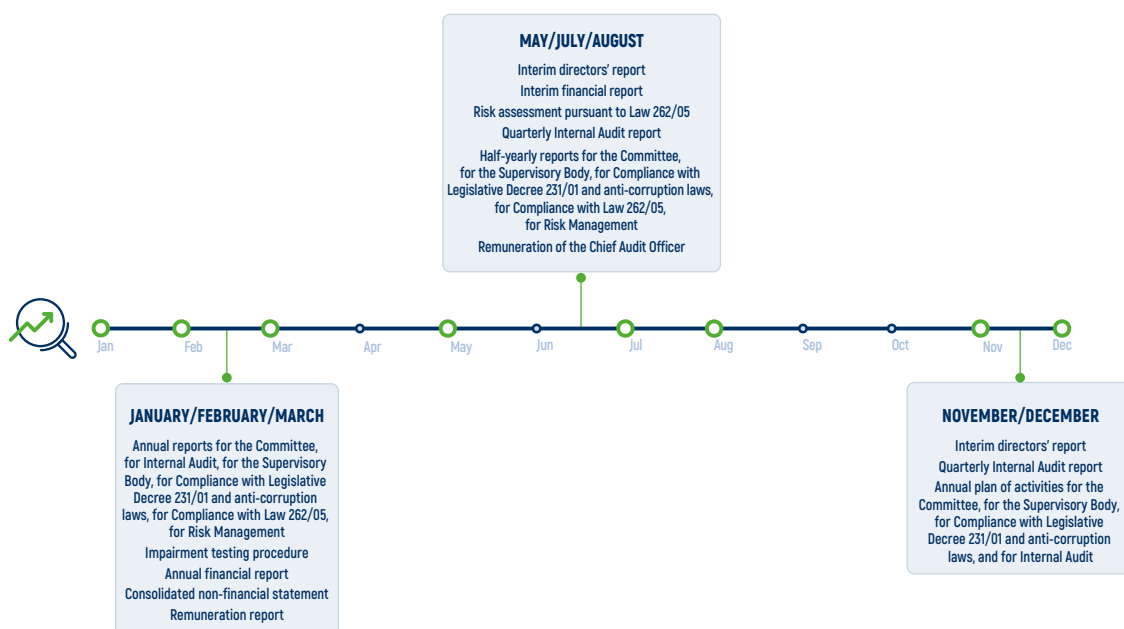 MAY/JULY/AUGUST
Interim directors' report
Interim financial report
Risk assessment pursuant to Law 262/05
Quarterly Internal Audit report
Half-yearly reports for the Committee,
for the Supervisory Body, for Compliance with
Legislative Decree 231/01 and anti-corruption laws,
for Compliance with Law 262/05,
for Risk Management
Remuneration of the Chief Audit Officer
Jan
Feb
Mar
Apr
May
Jun
Jul
Aug
Sep
Oct
Nov
Dec
JANUARY/FEBRUARY/MARCH
Annual reports for the Committee,
for Internal Audit, for the Supervisory
Body, for Compliance with Legislative
Decree 231/01 and anti-corruption
laws, for Compliance with Law 262/05,
for Risk Management
Impairment testing procedure
Annual financial report
Consolidated non-financial statement
Remuneration report
NOVEMBER/DECEMBER
Interim directors' report
Quarterly Internal Audit report
Annual plan of activities for the
Committee, for the Supervisory Body,
for Compliance with Legislative
Decree 231/01 and anti-corruption
laws, and for Internal Audit